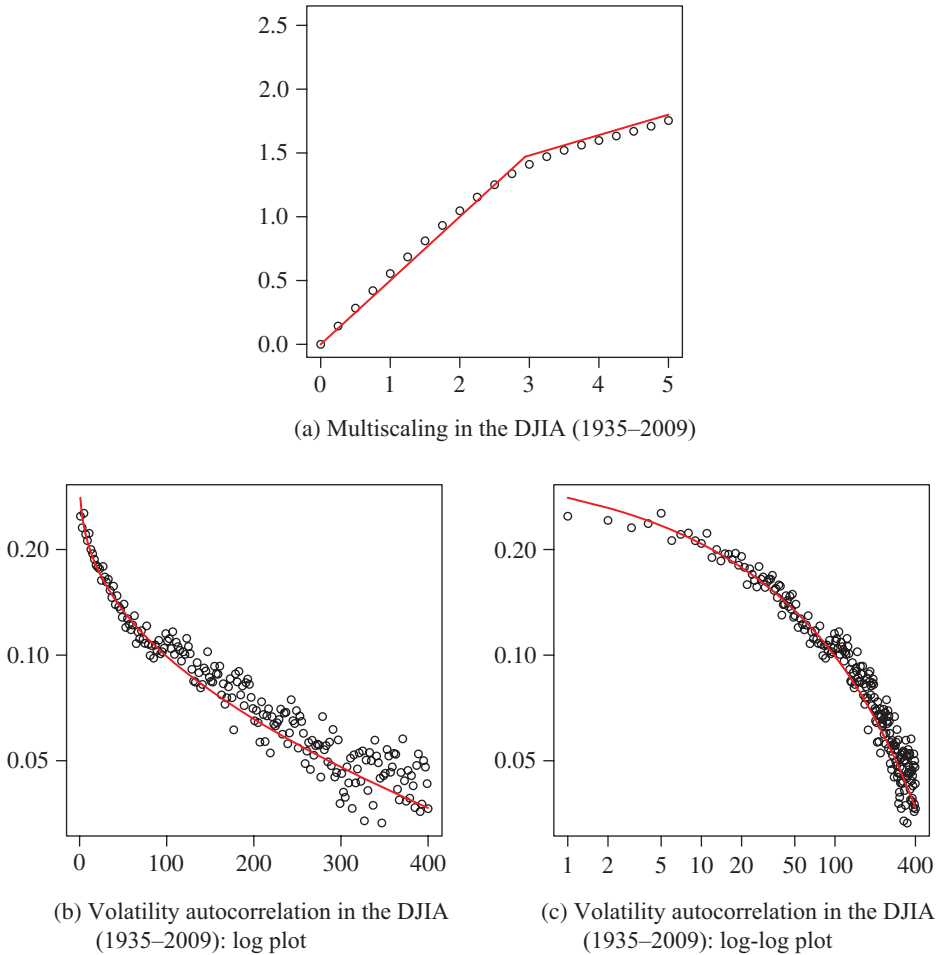 2.5
2.0
1.5
1.0
0.5
0.0
0 1 2 3 4 5
(a) Multiscaling in the DJIA (1935–2009)
0.20
0.10
0.05
0 100 200 300 400
(b) Volatility autocorrelation in the DJIA
(1935–2009): log plot
0.20
0.10
0.05
1 2 5 10 20 50 100 400
(c) Volatility autocorrelation in the DJIA
(1935–2009): log-log plot